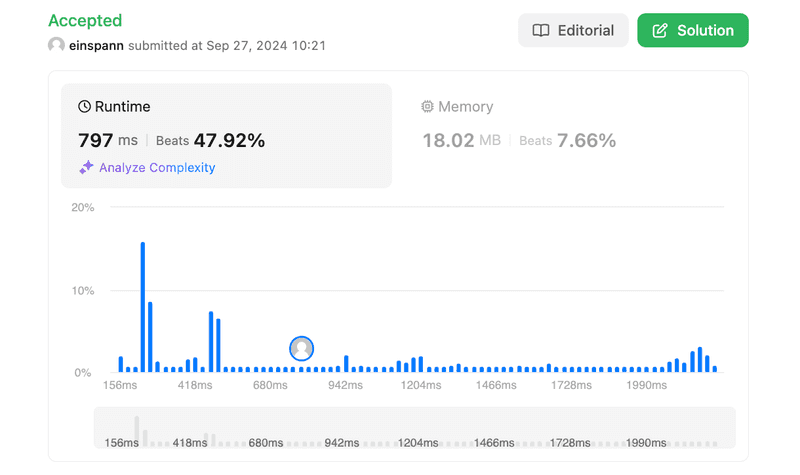 Accepted
einspann submitted at Sep 27, 2024 10:21
Editorial
Solution
Runtime
797 ms | Beats 47.92%
Analyze Complexity
Memory
18.02 MB | Beats 7.66%
20%
10%
0%
156ms 418ms 680ms 942ms 1204ms 1466ms 1728ms 1990ms
156ms 418ms 680ms 942ms 1204ms 1466ms 1728ms 1990ms